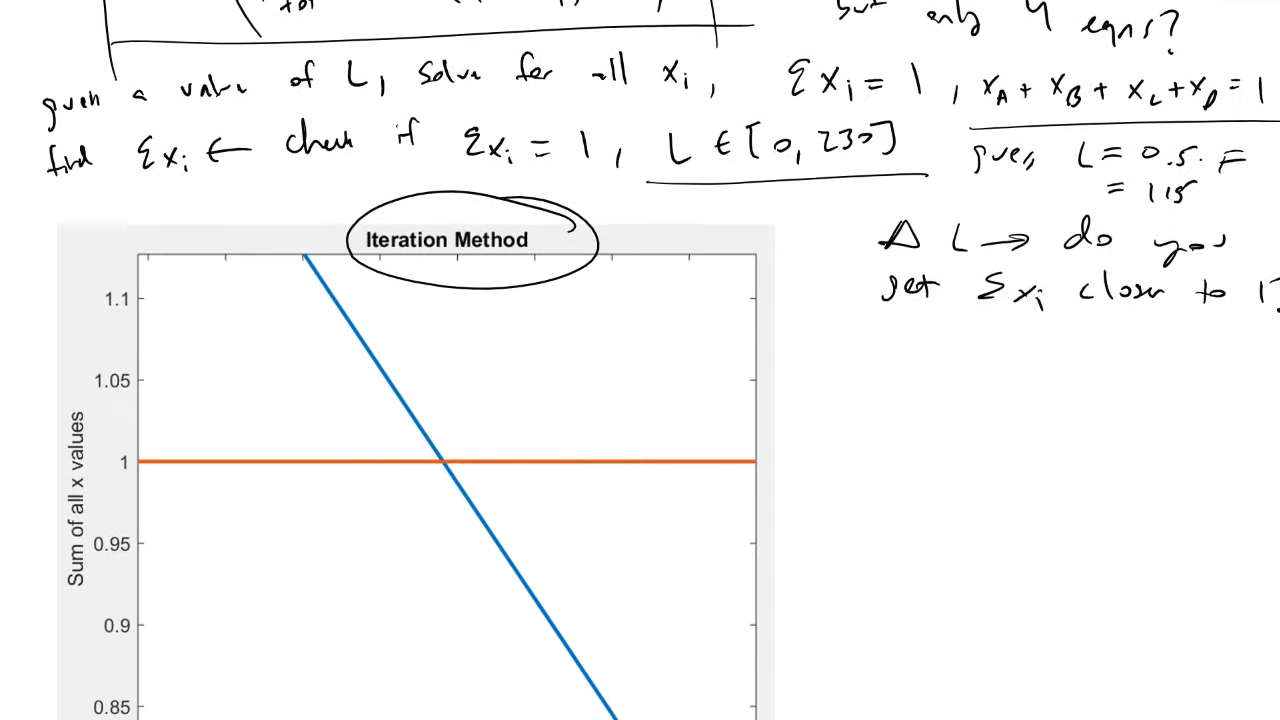 for
but only 4 eqns?
given a value of L, solve for all xi, Σxi = 1, xA + xB + xC + xD = 1
find Σxi ← check if Σxi = 1, L ∈ [0, 230]
guess L = 0.5 · F
= 115
Δ L → do you
get Σxi closer to 1?
Iteration Method
1.1
1.05
1
0.95
0.9
0.85
Sum of all x values